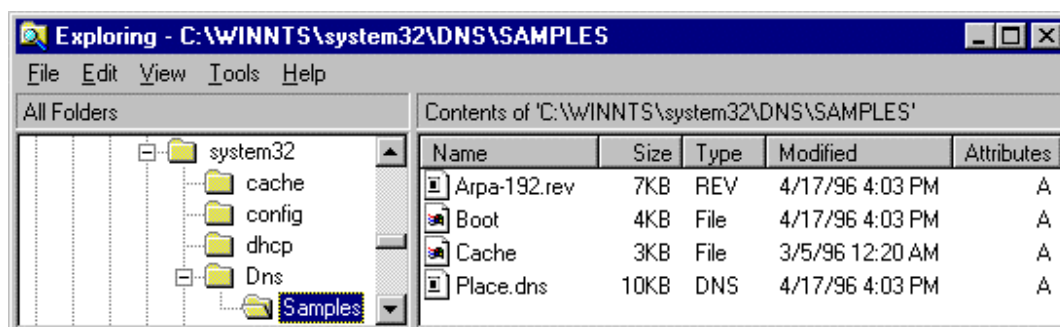 Exploring - C:\WINNTS\system32\DNS\SAMPLES
File Edit View Tools Help
All Folders
Contents of 'C:\WINNTS\system32\DNS\SAMPLES'
system32
cache
config
dhcp
Dns
Samples
Name Size Type Modified Attributes
Arpa-192.rev 7KB REV 4/17/96 4:03 PM A
Boot 4KB File 4/17/96 4:03 PM A
Cache 3KB File 3/5/96 12:20 AM A
Place.dns 10KB DNS 4/17/96 4:03 PM A